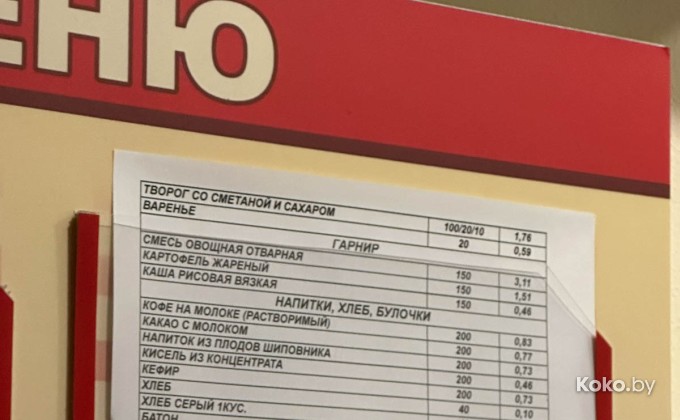 ЕНЮ
ТВОРОГ СО СМЕТАНОЙ И САХАРОМ 100/20/10 1,76
ВАРЕНЬЕ 20 0,59
ГАРНИР
СМЕСЬ ОВОЩНАЯ ОТВАРНАЯ 150 3,11
КАРТОФЕЛЬ ЖАРЕНЫЙ 150 1,51
КАША РИСОВАЯ ВЯЗКАЯ 150 0,46
НАПИТКИ, ХЛЕБ, БУЛОЧКИ
КОФЕ НА МОЛОКЕ (РАСТВОРИМЫЙ) 200 0,83
КАКАО С МОЛОКОМ 200 0,77
НАПИТОК ИЗ ПЛОДОВ ШИПОВНИКА 200 0,73
КИСЕЛЬ ИЗ КОНЦЕНТРАТА 200 0,46
КЕФИР 200 0,73
ХЛЕБ 40 0,10
ХЛЕБ СЕРЫЙ 1КУС.
БАТОН
Koko.by